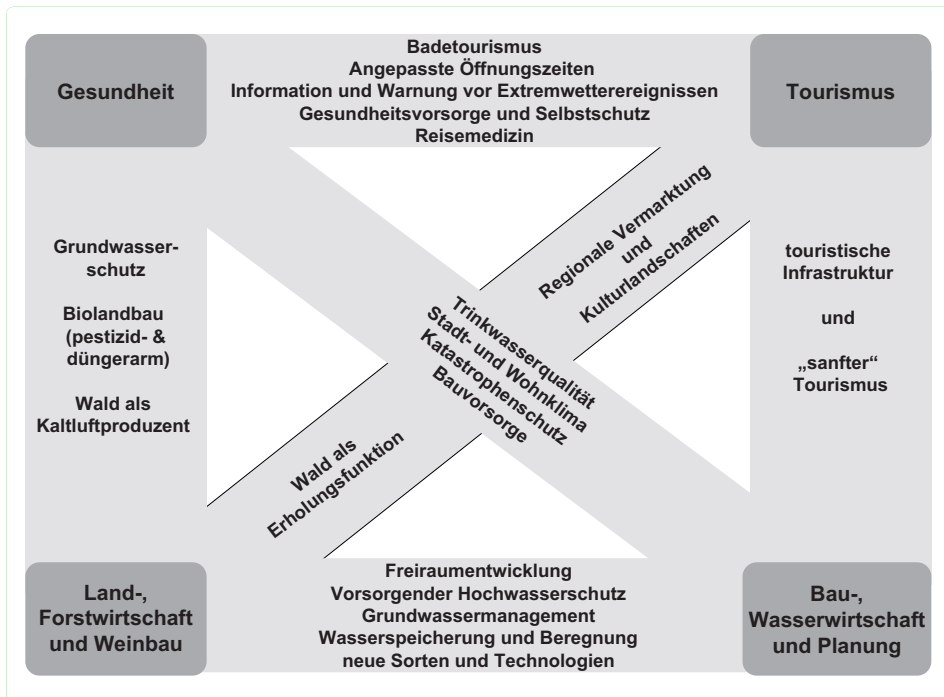 Gesundheit
Badetourismus
Angepasste Öffnungszeiten
Information und Warnung vor Extremwetterereignissen
Gesundheitsvorsorge und Selbstschutz
Reisemedizin
Tourismus
Grundwasser-
schutz
Biolandbau
(pestizid- &
düngerarm)
Wald als
Kaltluftproduzent
Regionale Vermarktung
und
Kulturlandschaften
Trinkwasserqualität
Stadt- und Wohnklima
Katastrophenschutz
Bauvorsorge
Wald als
Erholungsfunktion
touristische
Infrastruktur
und
„sanfter“
Tourismus
Land-,
Forstwirtschaft
und Weinbau
Freiraumentwicklung
Vorsorgender Hochwasserschutz
Grundwassermanagement
Wasserspeicherung und Beregnung
neue Sorten und Technologien
Bau-,
Wasserwirtschaft
und Planung